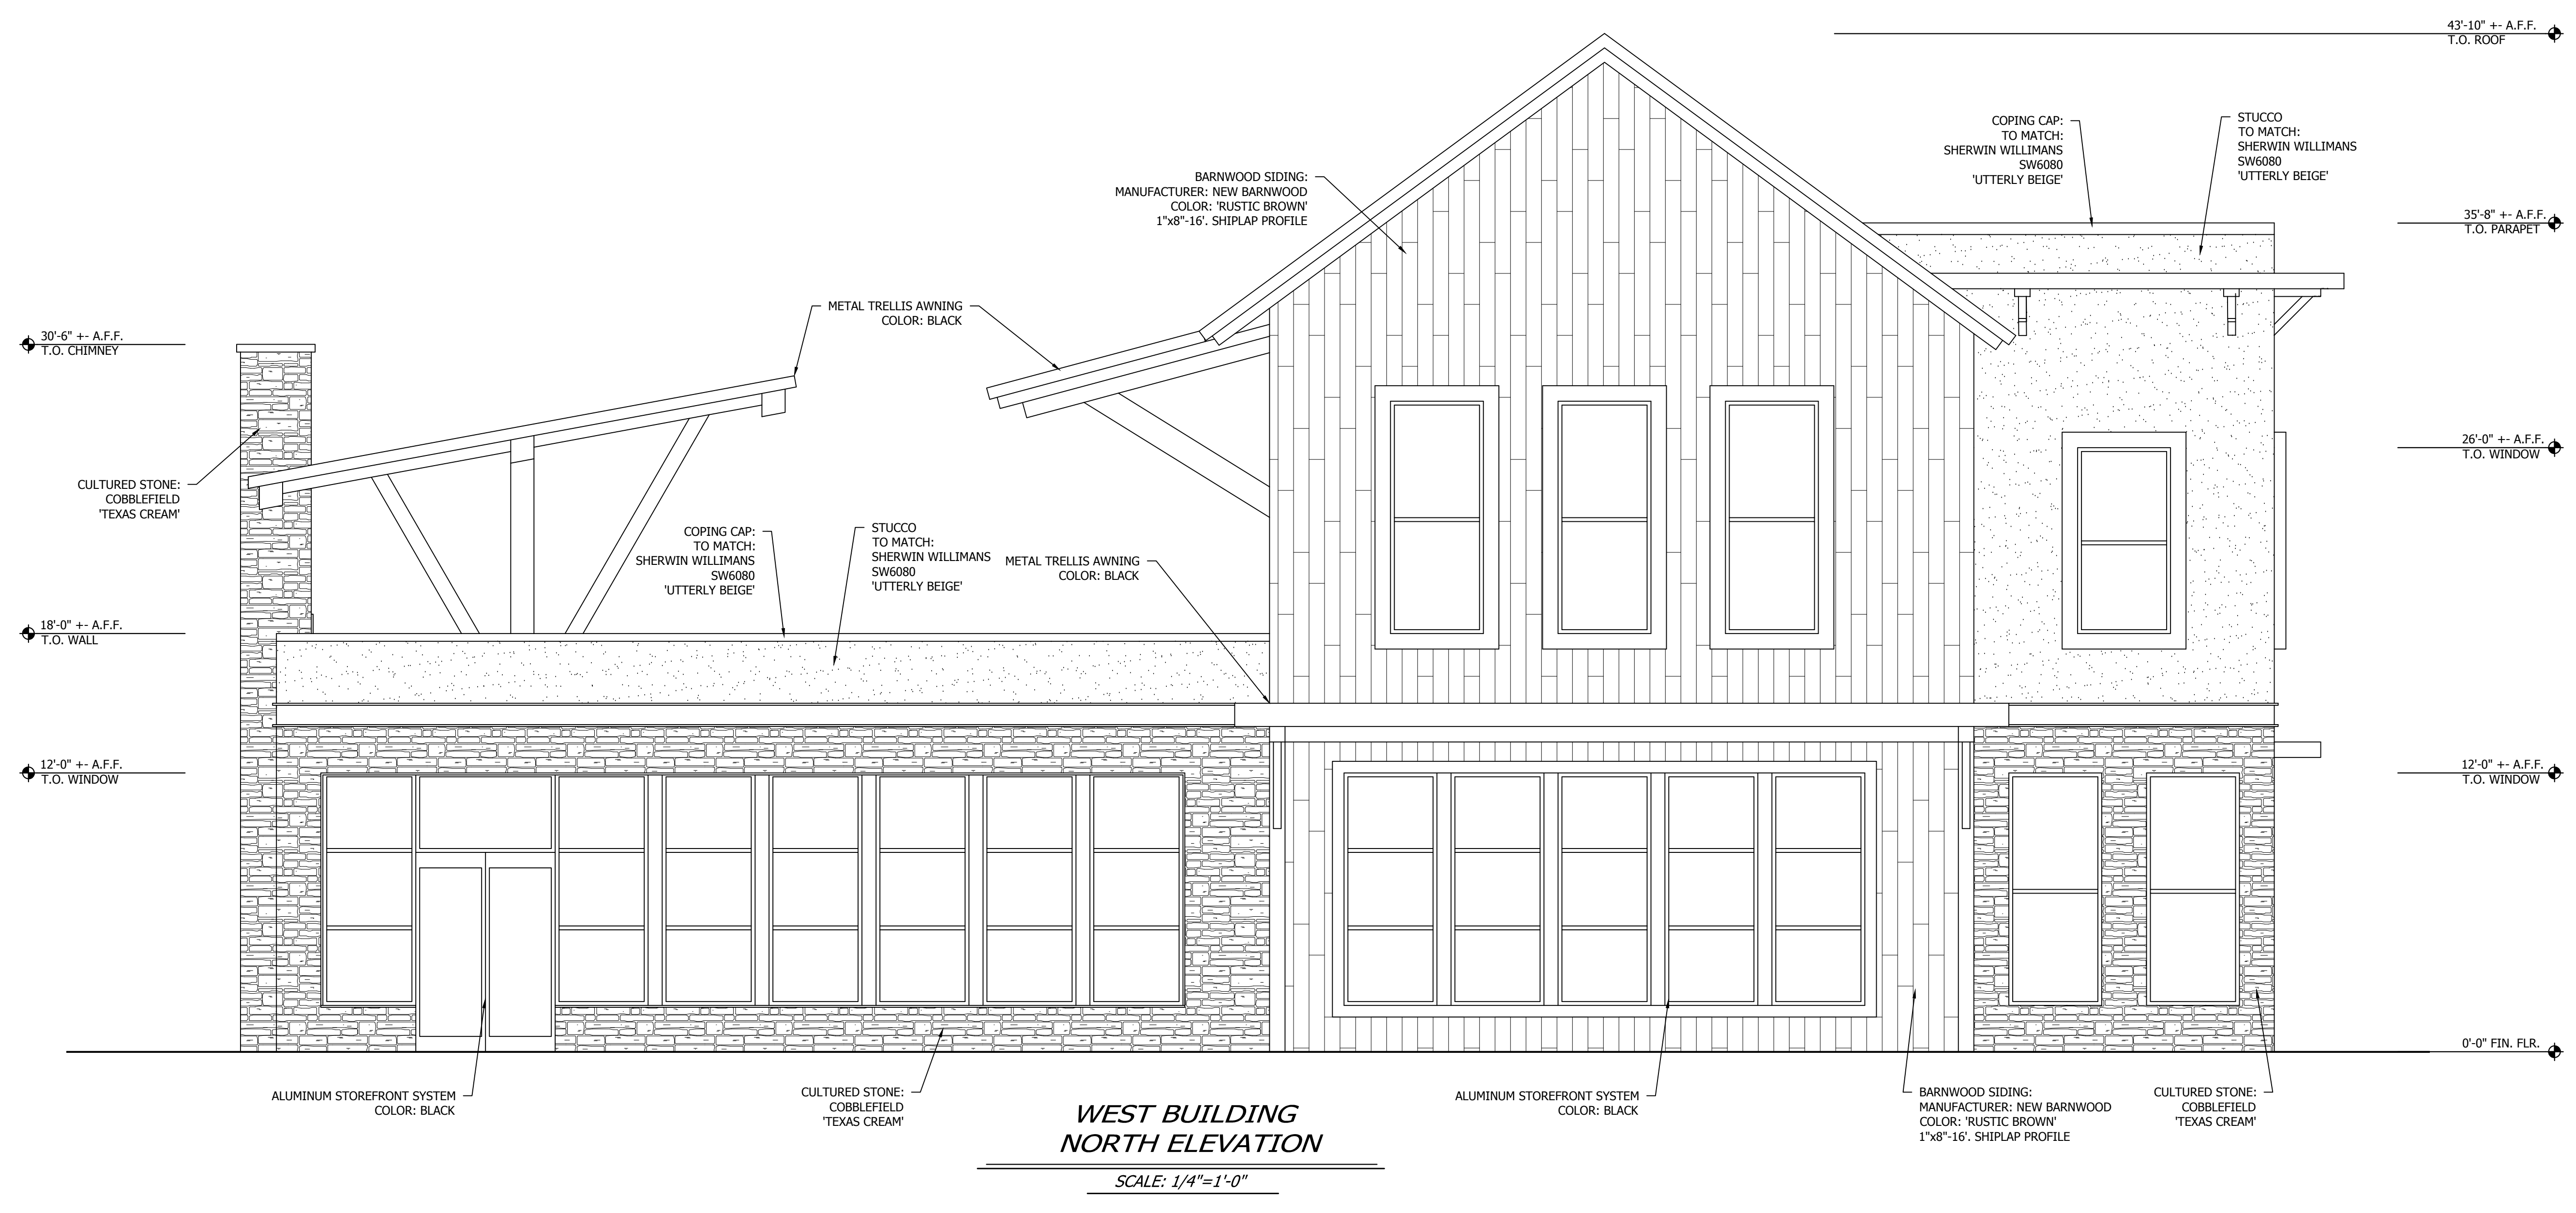 43'-10" +- A.F.F.
T.O. ROOF
COPING CAP:
TO MATCH:
SHERWIN WILLIMANS
SW6080
'UTTERLY BEIGE'
STUCCO
TO MATCH:
SHERWIN WILLIMANS
SW6080
'UTTERLY BEIGE'
BARNWOOD SIDING:
MANUFACTURER: NEW BARNWOOD
COLOR: 'RUSTIC BROWN'
1"x8"-16'. SHIPLAP PROFILE
35'-8" +- A.F.F.
T.O. PARAPET
METAL TRELLIS AWNING
COLOR: BLACK
30'-6" +- A.F.F.
T.O. CHIMNEY
26'-0" +- A.F.F.
T.O. WINDOW
CULTURED STONE:
COBBLEFIELD
'TEXAS CREAM'
COPING CAP:
TO MATCH:
SHERWIN WILLIMANS
SW6080
'UTTERLY BEIGE'
STUCCO
TO MATCH:
SHERWIN WILLIMANS
SW6080
'UTTERLY BEIGE'
METAL TRELLIS AWNING
COLOR: BLACK
18'-0" +- A.F.F.
T.O. WALL
12'-0" +- A.F.F.
T.O. WINDOW
12'-0" +- A.F.F.
T.O. WINDOW
0'-0" FIN. FLR.
ALUMINUM STOREFRONT SYSTEM
COLOR: BLACK
CULTURED STONE:
COBBLEFIELD
'TEXAS CREAM'
ALUMINUM STOREFRONT SYSTEM
COLOR: BLACK
BARNWOOD SIDING:
MANUFACTURER: NEW BARNWOOD
COLOR: 'RUSTIC BROWN'
1"x8"-16'. SHIPLAP PROFILE
CULTURED STONE:
COBBLEFIELD
'TEXAS CREAM'
WEST BUILDING
NORTH ELEVATION
SCALE: 1/4"=1'-0"